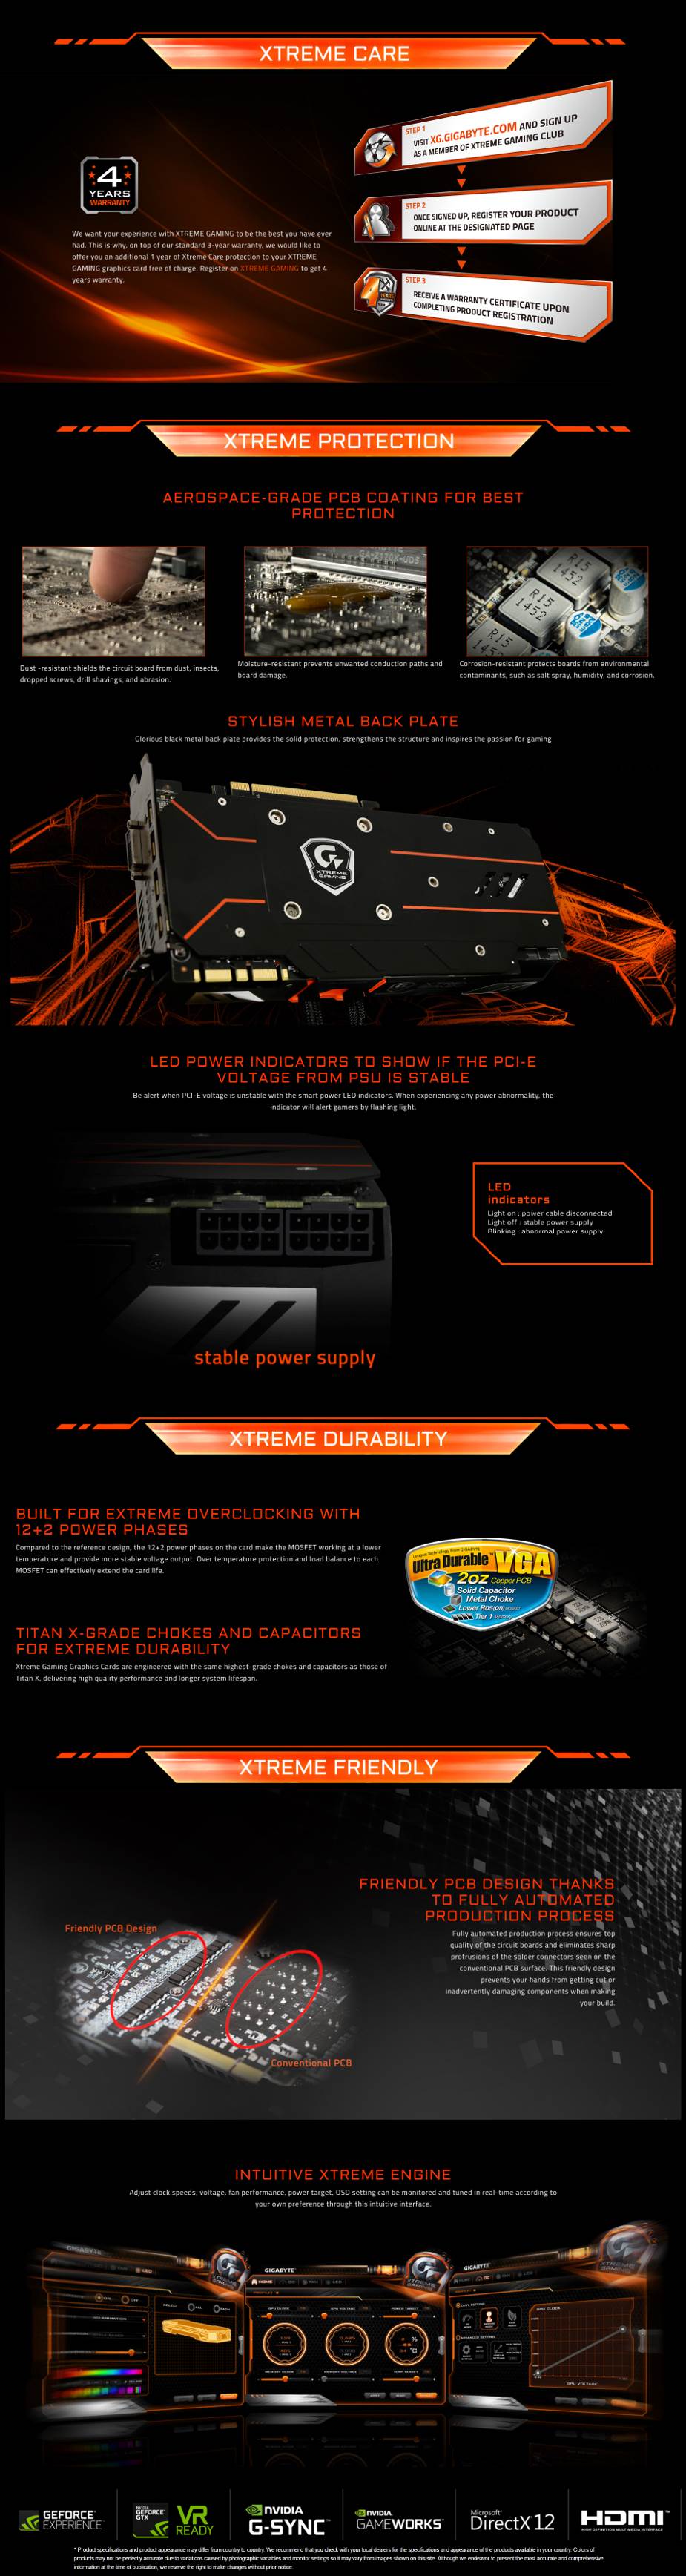 XTREME CARE
4
YEARS
WARRANTY
We want your experience with XTREME GAMING to be the best you have ever
had. This is why, on top of our standard 3-year warranty, we would like to
offer you an additional 1 year of Xtreme Care protection to your XTREME
GAMING graphics card free of charge. Register on XTREME GAMING to get 4
years warranty.
STEP 1
VISIT XG.GIGABYTE.COM AND SIGN UP
AS A MEMBER OF XTREME GAMING CLUB
STEP 2
ONCE SIGNED UP, REGISTER YOUR PRODUCT
ONLINE AT THE DESIGNATED PAGE
STEP 3
RECEIVE A WARRANTY CERTIFICATE UPON
COMPLETING PRODUCT REGISTRATION
XTREME PROTECTION
AEROSPACE-GRADE PCB COATING FOR BEST
PROTECTION
R15
1452
R15
1452
R15
1452
Dust -resistant shields the circuit board from dust, insects,
dropped screws, drill shavings, and abrasion.
Moisture-resistant prevents unwanted conduction paths and
board damage.
Corrosion-resistant protects boards from environmental
contaminants, such as salt spray, humidity, and corrosion.
STYLISH METAL BACK PLATE
Glorious black metal back plate provides the solid protection, strengthens the structure and inspires the passion for gaming
XTREME
GAMING
LED POWER INDICATORS TO SHOW IF THE PCI-E
VOLTAGE FROM PSU IS STABLE
Be alert when PCI-E voltage is unstable with the smart power LED indicators. When experiencing any power abnormality, the
indicator will alert gamers by flashing light.
LED
indicators
Light on : power cable disconnected
Light off : stable power supply
Blinking : abnormal power supply
stable power supply
XTREME DURABILITY
BUILT FOR EXTREME OVERCLOCKING WITH
12+2 POWER PHASES
Compared to the reference design, the 12+2 power phases on the card make the MOSFET working at a lower
temperature and provide more stable voltage output. Over temperature protection and load balance to each
MOSFET can effectively extend the card life.
Ultra Durable™ VGA
2oz Copper PCB
Solid Capacitor
Metal Choke
Lower RDS(on) MOSFET
Tier 1 Memory
TITAN X-GRADE CHOKES AND CAPACITORS
FOR EXTREME DURABILITY
Xtreme Gaming Graphics Cards are engineered with the same highest-grade chokes and capacitors as those of
Titan X, delivering high quality performance and longer system lifespan.
XTREME FRIENDLY
FRIENDLY PCB DESIGN THANKS
TO FULLY AUTOMATED
PRODUCTION PROCESS
Fully automated production process ensures top
quality of the circuit boards and eliminates sharp
protrusions of the solder connectors seen on the
conventional PCB surface. This friendly design
prevents your hands from getting cut or
inadvertently damaging components when making
your build.
Friendly PCB Design
Conventional PCB
INTUITIVE XTREME ENGINE
Adjust clock speeds, voltage, fan performance, power target, OSD setting can be monitored and tuned in real-time according to
your own preference through this intuitive interface.
GIGABYTE
GIGABYTE
GIGABYTE
GEFORCE
EXPERIENCE
NVIDIA
GEFORCE
GTX
VR
READY
NVIDIA
G-SYNC
NVIDIA
GAMEWORKS
Microsoft
DirectX 12
HDMI
HIGH-DEFINITION MULTIMEDIA INTERFACE
* Product specifications and product appearance may differ from country to country. We recommend that you check with your local dealers for the specifications and appearance of the products available in your country. Colors of
products may not be perfectly accurate due to variations caused by photographic variables and monitor settings so it may vary from images shown on this site. Although we endeavor to present the most accurate and comprehensive
information at the time of publication, we reserve the right to make changes without prior notice.